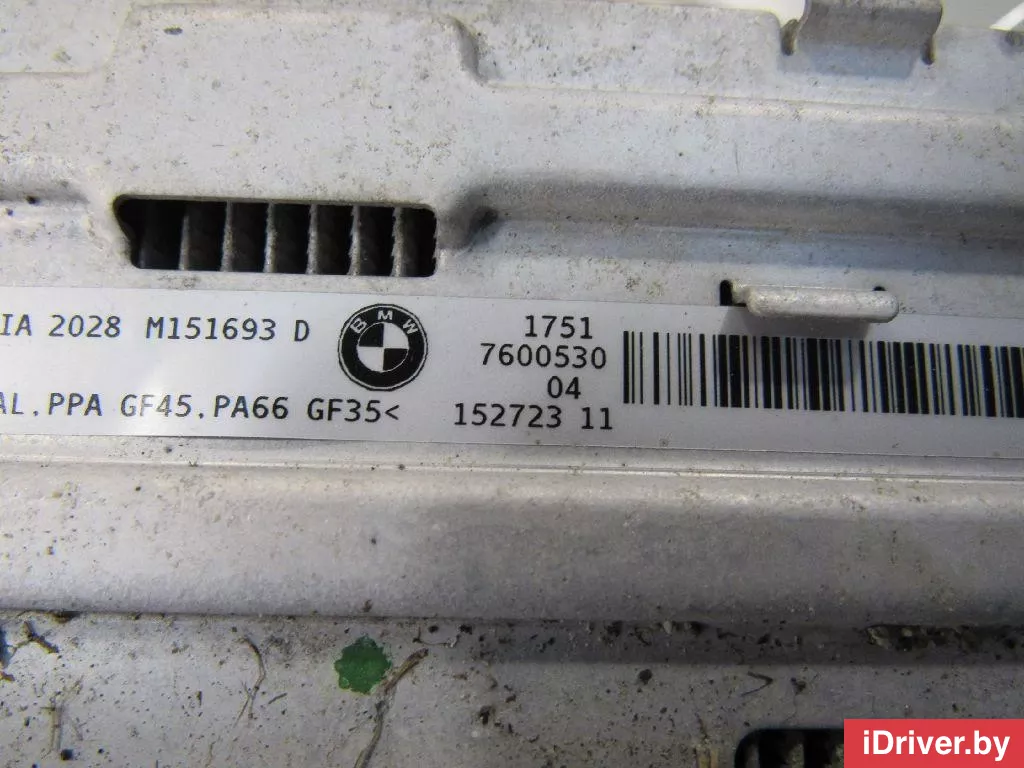 IA 2028 M151693 D
BMW
1751
7600530
04
AL.PPA GF45.PA66 GF35<
152723 11
iDriver.by